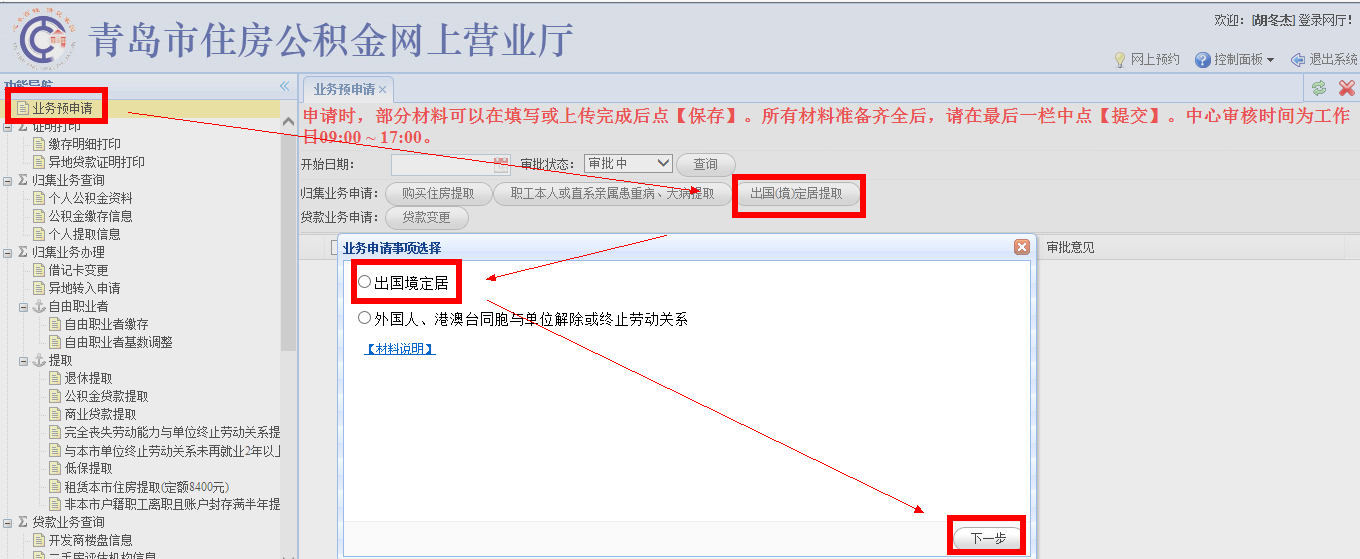 欢迎：[胡冬杰]登录网厅！
青岛市住房公积金网上营业厅
网上预约 控制面板 退出系统
功能导航
业务预申请
业务预申请
申请时，部分材料可以在填写或上传完成后点【保存】。所有材料准备齐全后，请在最后一栏中点【提交】。中心审核时间为工作
日09:00 ~ 17:00。
证明打印
缴存明细打印
异地贷款证明打印
归集业务查询
个人公积金资料
公积金缴存信息
个人提取信息
归集业务办理
借记卡变更
异地转入申请
自由职业者
自由职业者缴存
自由职业者基数调整
提取
退休提取
公积金贷款提取
商业贷款提取
完全丧失劳动能力与单位终止劳动关系提
与本市单位终止劳动关系未再就业2年以上
低保提取
租赁本市住房提取(定额8400元)
非本市户籍职工离职且账户封存满半年提
贷款业务查询
开发商楼盘信息
二手房评估机构信息
开始日期： 审批状态： 审批中 查询
归集业务申请： 购买住房提取 职工本人或直系亲属患重病、大病提取 出国(境)定居提取
贷款业务申请： 贷款变更
业务申请事项选择
审批意见
出国境定居
外国人、港澳台同胞与单位解除或终止劳动关系
【材料说明】
下一步